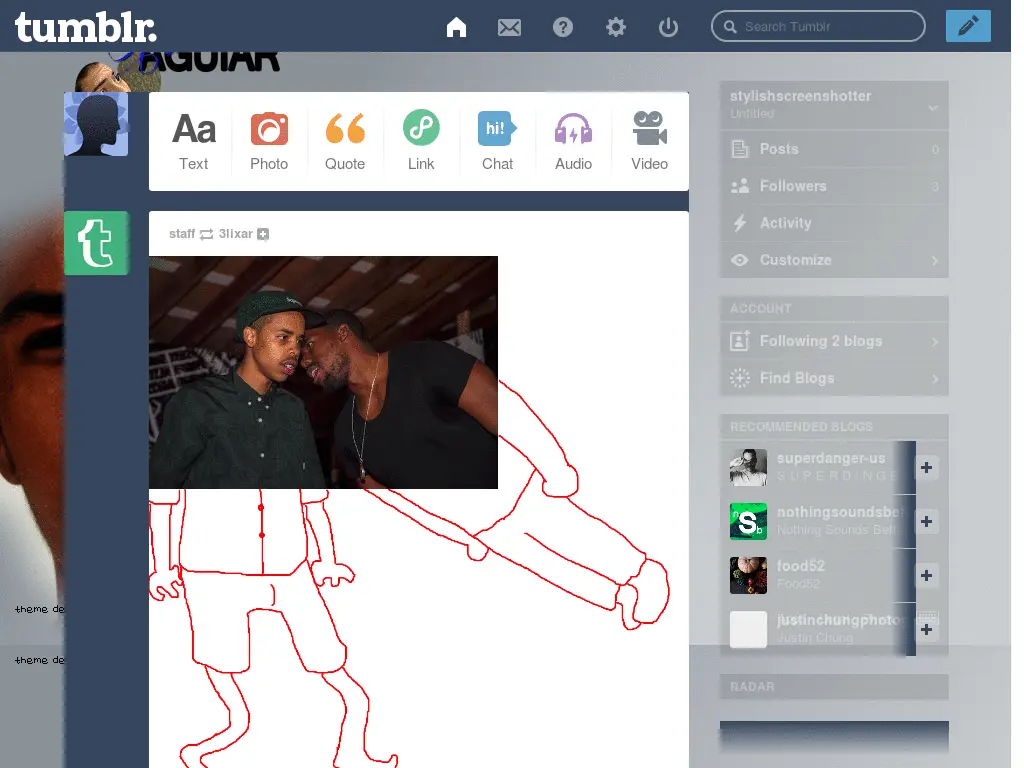 tumblr.
Search Tumblr
AGUIAR
Aa
hi!
Text
Photo
Quote
Link
Chat
Audio
Video
t
staff 3lixar
stylishscreenshotter
Untitled
Posts 0
Followers 3
Activity
Customize
ACCOUNT
Following 2 blogs
Find Blogs
RECOMMENDED BLOGS
superdanger-us
S U P E R D \ N G E
nothingsoundsbet
Nothing Sounds Bett
food52
Food52
justinchungphotog
Justin Chung
RADAR
theme de
theme de